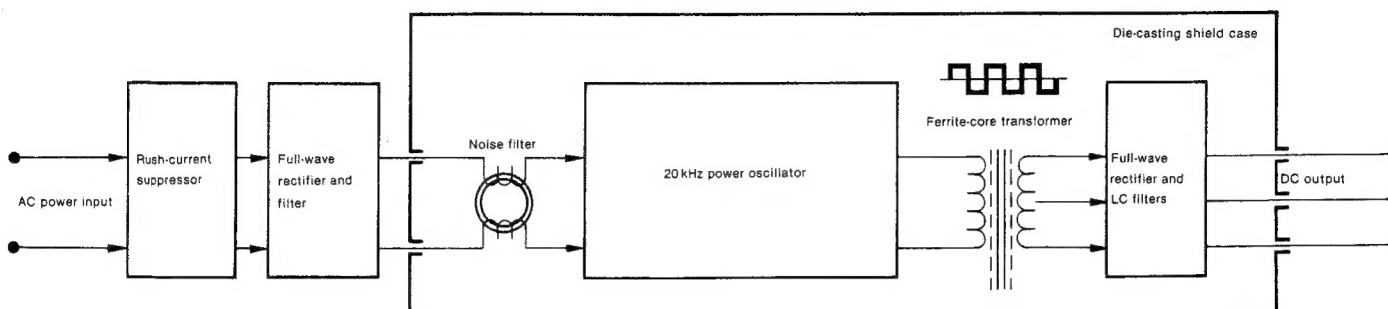 Die-casting shield case
Ferrite-core transformer
Noise filter
Rush-current
suppressor
Full-wave
rectifier and
filter
20 kHz power oscillator
Full-wave
rectifier and
LC filters
AC power input
DC output